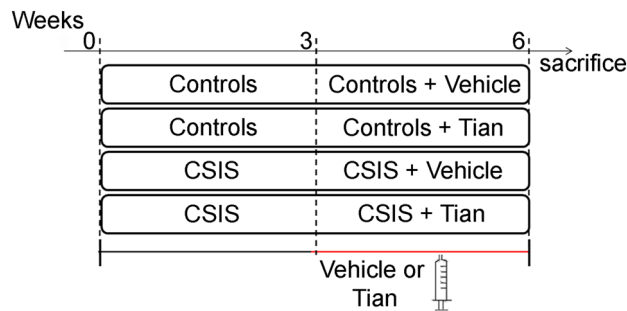 Weeks
0 3 6
sacrifice
Controls Controls + Vehicle
Controls Controls + Tian
CSIS CSIS + Vehicle
CSIS CSIS + Tian
Vehicle or
Tian